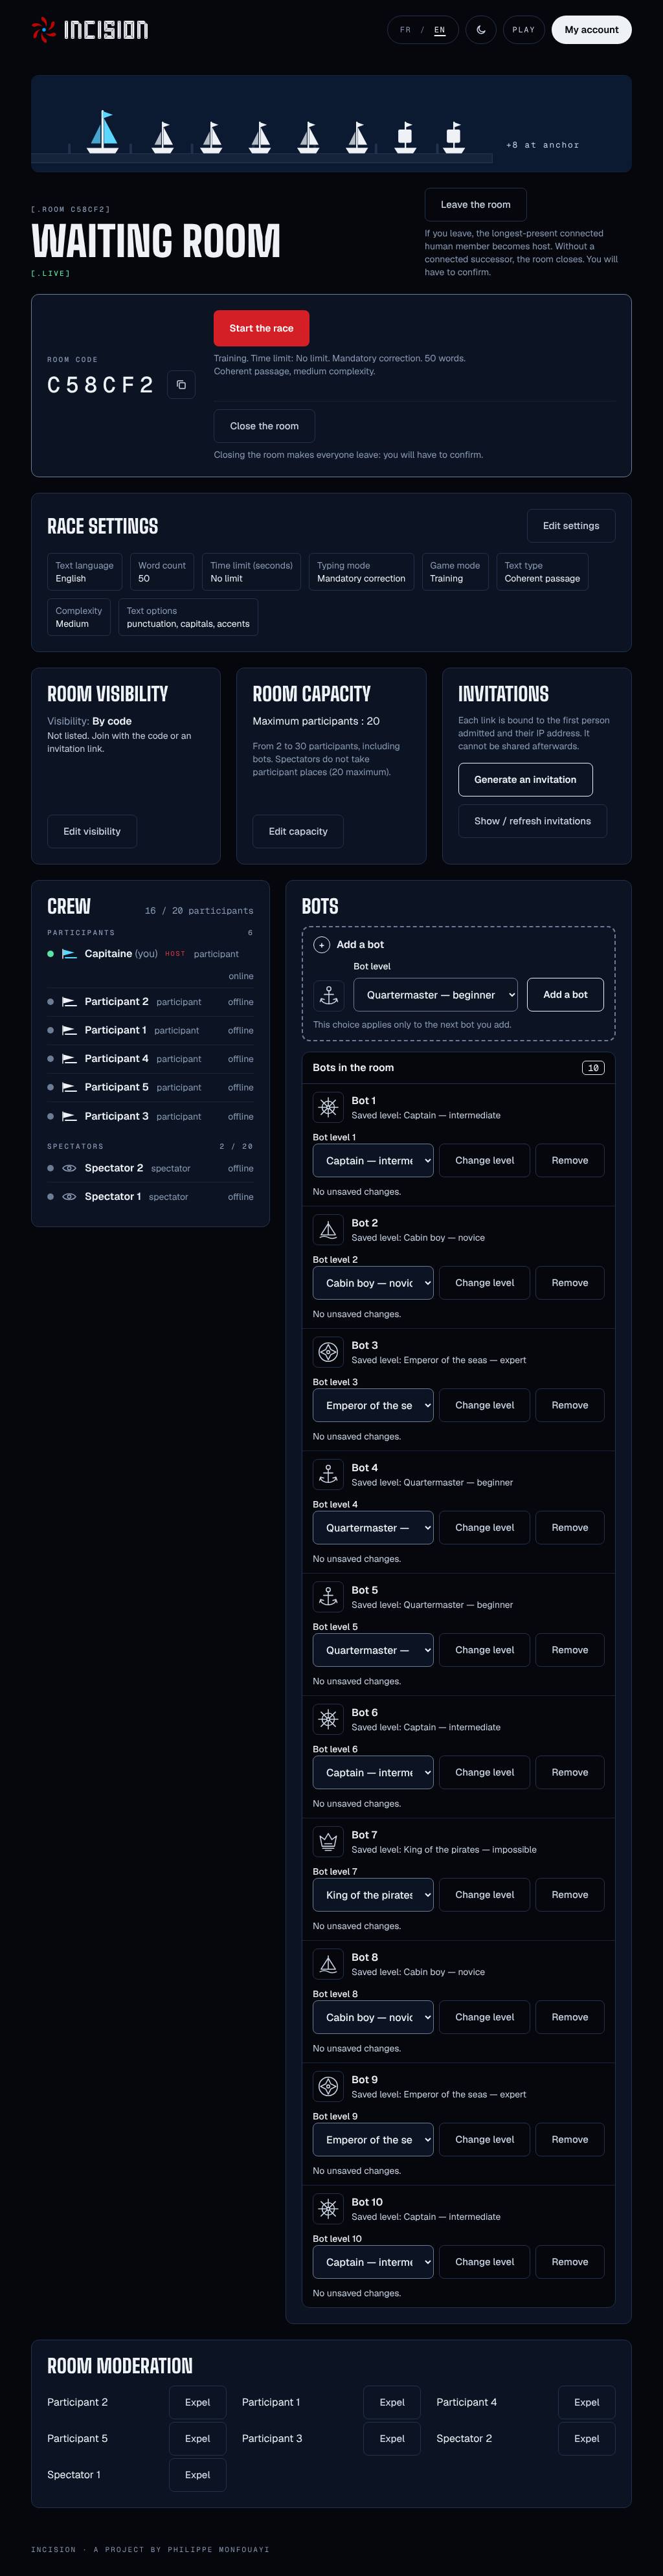 INCISION
FR / EN
PLAY
My account
+8 at anchor
[.ROOM C58CF2]
WAITING ROOM
[.LIVE]
Leave the room
If you leave, the longest-present connected
human member becomes host. Without a
connected successor, the room closes. You will
have to confirm.
ROOM CODE
C58CF2
Start the race
Training. Time limit: No limit. Mandatory correction. 50 words.
Coherent passage, medium complexity.
Close the room
Closing the room makes everyone leave: you will have to confirm.
RACE SETTINGS
Edit settings
Text language
English
Word count
50
Time limit (seconds)
No limit
Typing mode
Mandatory correction
Game mode
Training
Text type
Coherent passage
Complexity
Medium
Text options
punctuation, capitals, accents
ROOM VISIBILITY
Visibility: By code
Not listed. Join with the code or an
invitation link.
Edit visibility
ROOM CAPACITY
Maximum participants : 20
From 2 to 30 participants, including
bots. Spectators do not take
participant places (20 maximum).
Edit capacity
INVITATIONS
Each link is bound to the first person
admitted and their IP address. It
cannot be shared afterwards.
Generate an invitation
Show / refresh invitations
CREW
16 / 20 participants
PARTICIPANTS 6
Capitaine (you) HOST participant
online
Participant 2 participant offline
Participant 1 participant offline
Participant 4 participant offline
Participant 5 participant offline
Participant 3 participant offline
SPECTATORS 2 / 20
Spectator 2 spectator offline
Spectator 1 spectator offline
BOTS
+ Add a bot
Bot level
Quartermaster — beginner
Add a bot
This choice applies only to the next bot you add.
Bots in the room 10
Bot 1
Saved level: Captain — intermediate
Bot level 1
Captain — interme
Change level
Remove
No unsaved changes.
Bot 2
Saved level: Cabin boy — novice
Bot level 2
Cabin boy — novic
Change level
Remove
No unsaved changes.
Bot 3
Saved level: Emperor of the seas — expert
Bot level 3
Emperor of the se
Change level
Remove
No unsaved changes.
Bot 4
Saved level: Quartermaster — beginner
Bot level 4
Quartermaster —
Change level
Remove
No unsaved changes.
Bot 5
Saved level: Quartermaster — beginner
Bot level 5
Quartermaster —
Change level
Remove
No unsaved changes.
Bot 6
Saved level: Captain — intermediate
Bot level 6
Captain — interme
Change level
Remove
No unsaved changes.
Bot 7
Saved level: King of the pirates — impossible
Bot level 7
King of the pirates
Change level
Remove
No unsaved changes.
Bot 8
Saved level: Cabin boy — novice
Bot level 8
Cabin boy — novic
Change level
Remove
No unsaved changes.
Bot 9
Saved level: Emperor of the seas — expert
Bot level 9
Emperor of the se
Change level
Remove
No unsaved changes.
Bot 10
Saved level: Captain — intermediate
Bot level 10
Captain — interme
Change level
Remove
No unsaved changes.
ROOM MODERATION
Participant 2 Expel Participant 1 Expel Participant 4 Expel
Participant 5 Expel Participant 3 Expel Spectator 2 Expel
Spectator 1 Expel
INCISION · A PROJECT BY PHILIPPE MONFOUAYI